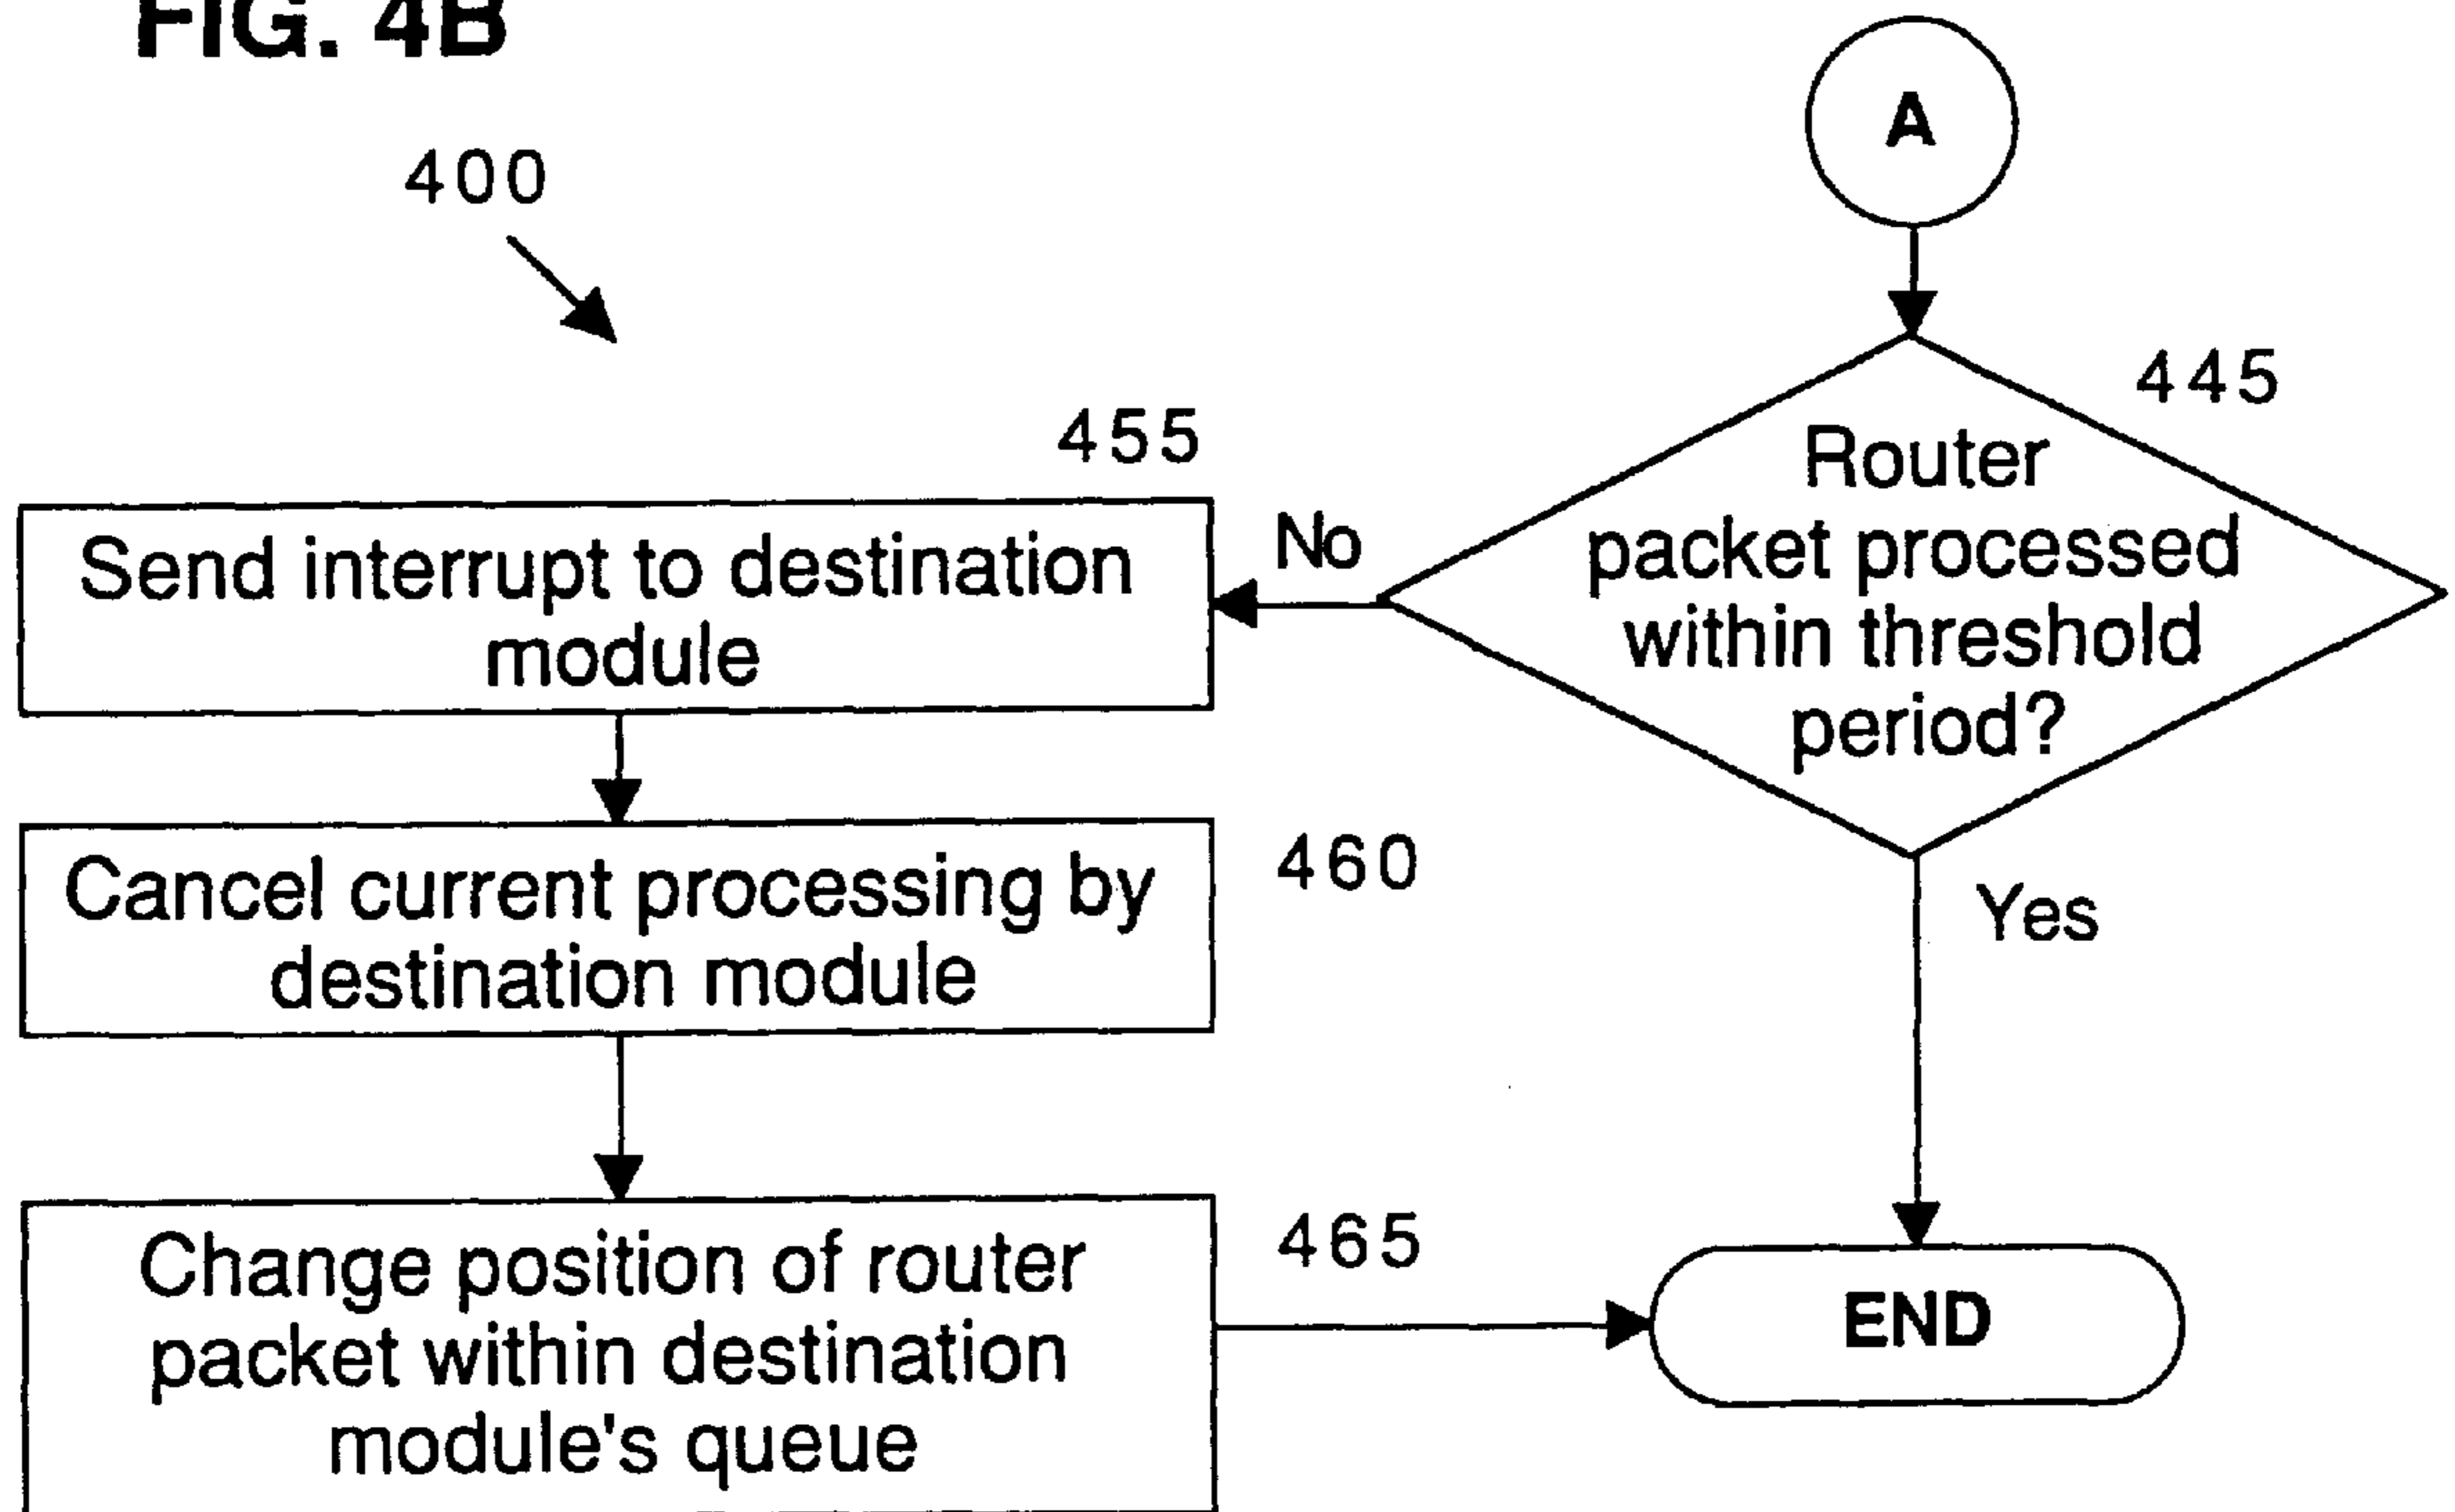 FIG. 4B
A
400
445
Router
packet processed
within threshold
period?
455
No
Send interrupt to destination
module
460
Cancel current processing by
destination module
Yes
465
Change position of router
packet within destination
module's queue
END